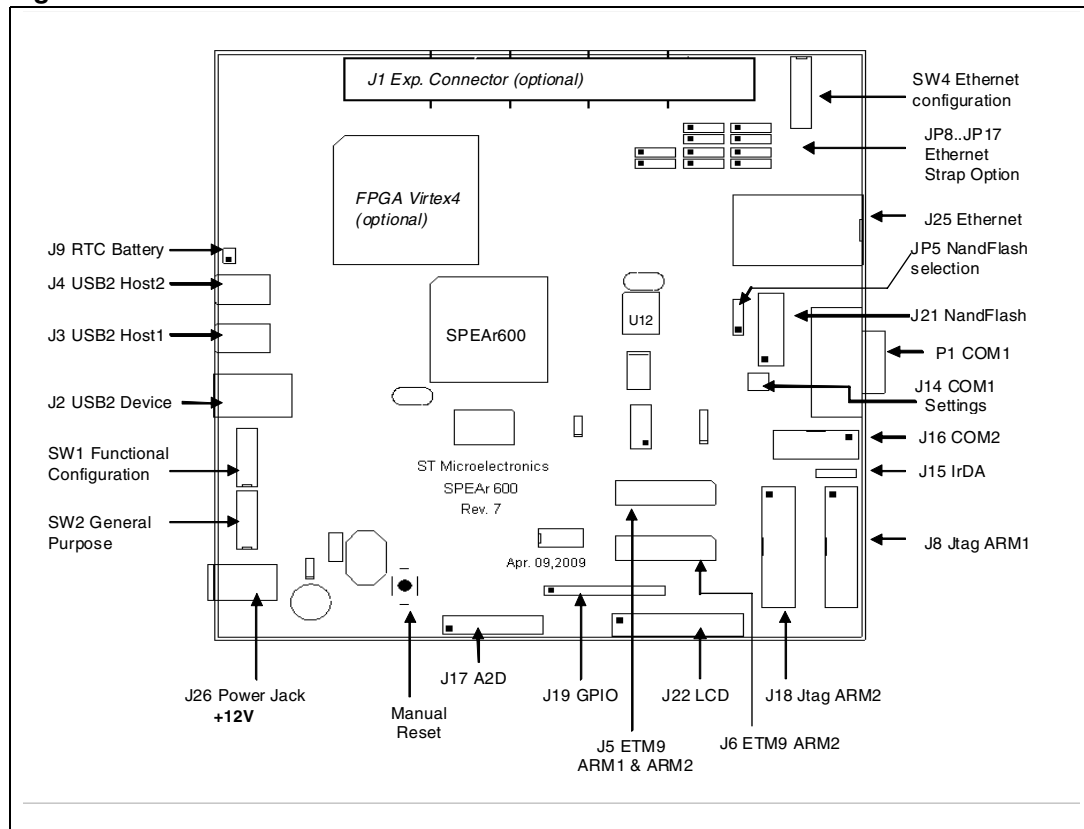 J1 Exp. Connector (optional)
SW4 Ethernet
configuration
JP8..JP17
Ethernet
Strap Option
FPGA Virtex4
(optional)
J25 Ethernet
J9 RTC Battery
JP5 NandFlash
selection
J4 USB2 Host2
U12
J21 NandFlash
J3 USB2 Host1
SPEAr600
P1 COM1
J2 USB2 Device
J14 COM1
Settings
J16 COM2
SW1 Functional
Configuration
ST Microelectronics
SPEAr 600
Rev. 7
J15 IrDA
SW2 General
Purpose
J8 Jtag ARM1
Apr. 09,2009
J17 A2D
J26 Power Jack
+12V
Manual
Reset
J19 GPIO
J22 LCD
J18 Jtag ARM2
J5 ETM9
ARM1 & ARM2
J6 ETM9 ARM2